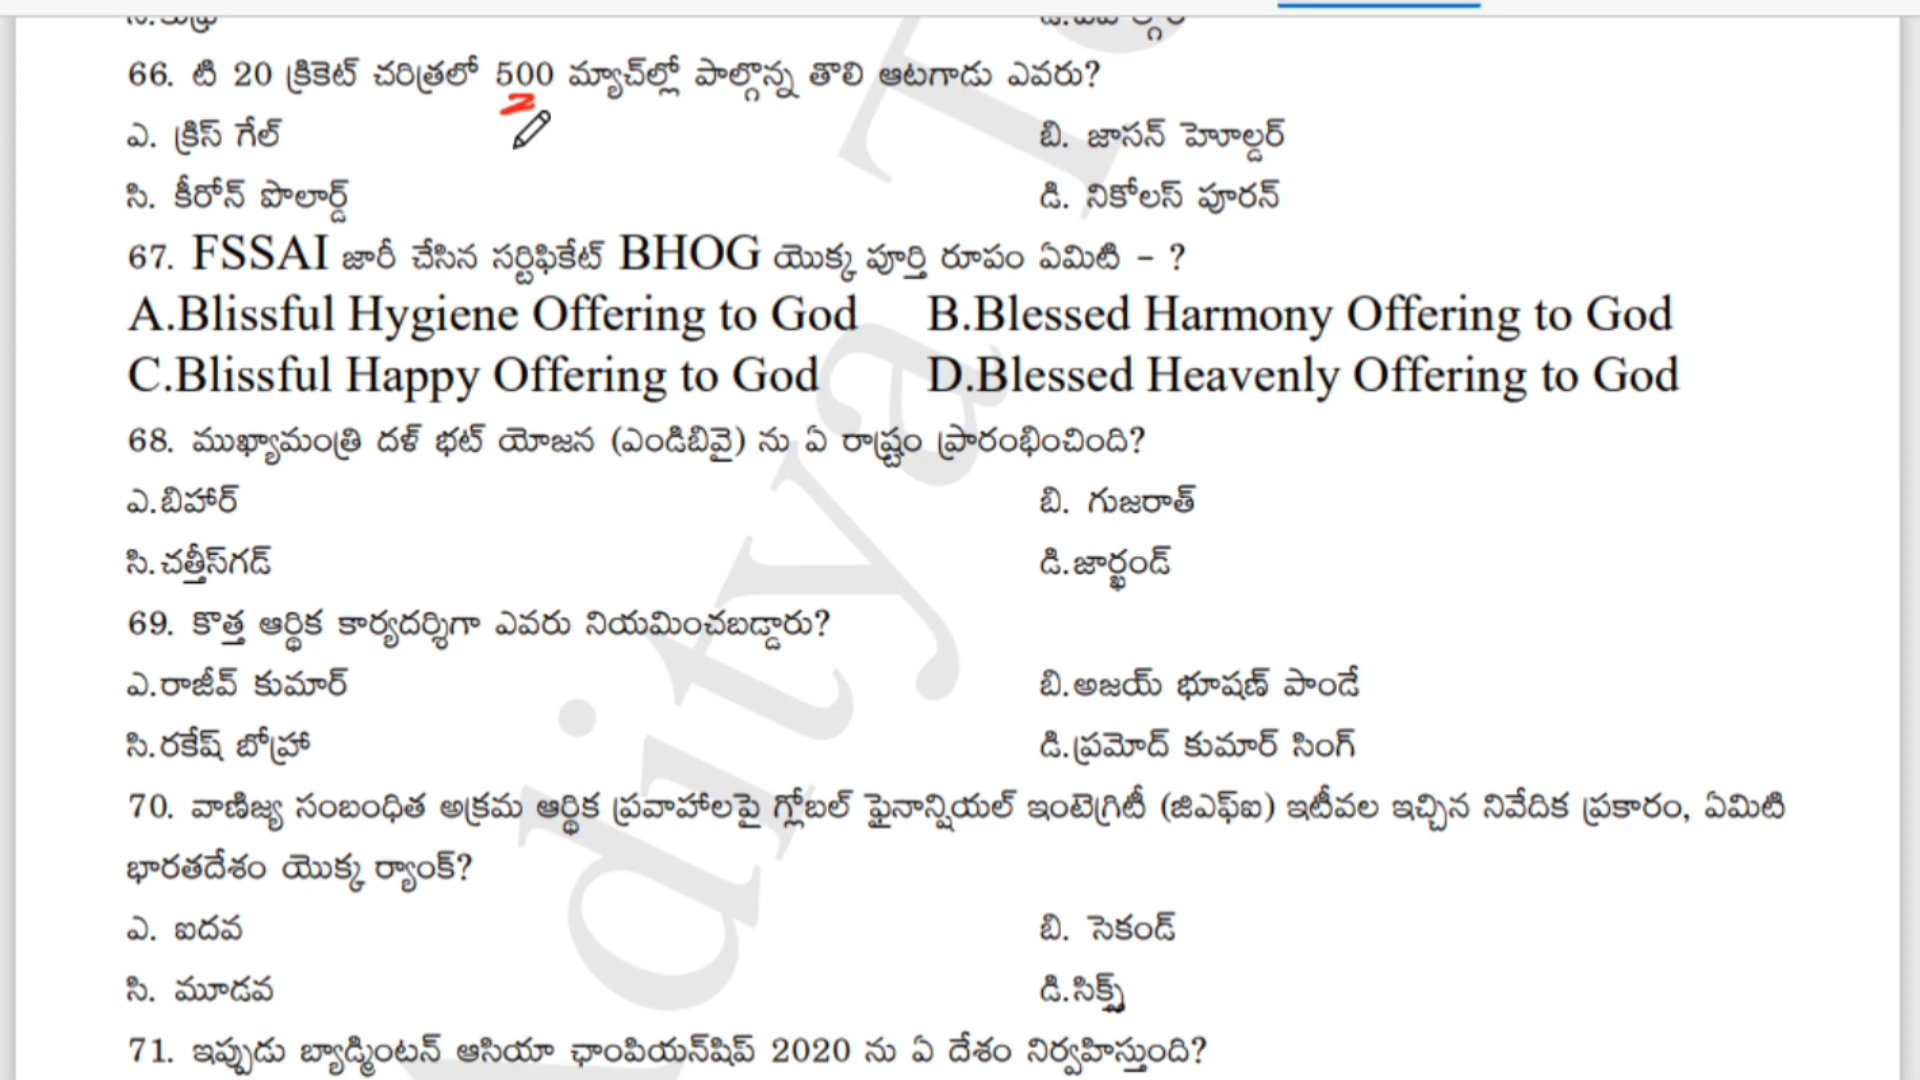 66. టి 20 క్రికెట్ చరిత్రలో 500 మ్యాచ్‌ల్లో పాల్గొన్న తొలి ఆటగాడు ఎవరు?
ఎ. క్రిస్ గేల్ బి. జాసన్ హెూల్డర్
సి. కీరోన్ పొలార్డ్ డి. నికోలస్ పూరన్
67. FSSAI జారీ చేసిన సర్టిఫికేట్ BHOG యొక్క పూర్తి రూపం ఏమిటి – ?
A.Blissful Hygiene Offering to God B.Blessed Harmony Offering to God
C.Blissful Happy Offering to God D.Blessed Heavenly Offering to God
68. ముఖ్యామంత్రి దళ్ భట్ యోజన (ఎండిబివై) ను ఏ రాష్ట్రం ప్రారంభించింది?
ఎ.బిహార్ బి. గుజరాత్
సి.చత్తీస్‌గడ్ డి.జార్ఖండ్
69. కొత్త ఆర్థిక కార్యదర్శిగా ఎవరు నియమించబడ్డారు?
ఎ.రాజీవ్ కుమార్ బి.అజయ్ భూషణ్ పాండే
సి.రకేష్ బోహ్రా డి.ప్రమోద్ కుమార్ సింగ్
70. వాణిజ్య సంబంధిత అక్రమ ఆర్థిక ప్రవాహాలపై గ్లోబల్ ఫైనాన్షియల్ ఇంటెగ్రిటీ (జిఎఫ్ఐ) ఇటీవల ఇచ్చిన నివేదిక ప్రకారం, ఏమిటి
భారతదేశం యొక్క ర్యాంక్?
ఎ. ఐదవ బి. సెకండ్
సి. మూడవ డి.సిక్స్త్
71. ఇప్పుడు బ్యాడ్మింటన్ ఆసియా ఛాంపియన్‌షిప్ 2020 ను ఏ దేశం నిర్వహిస్తుంది?